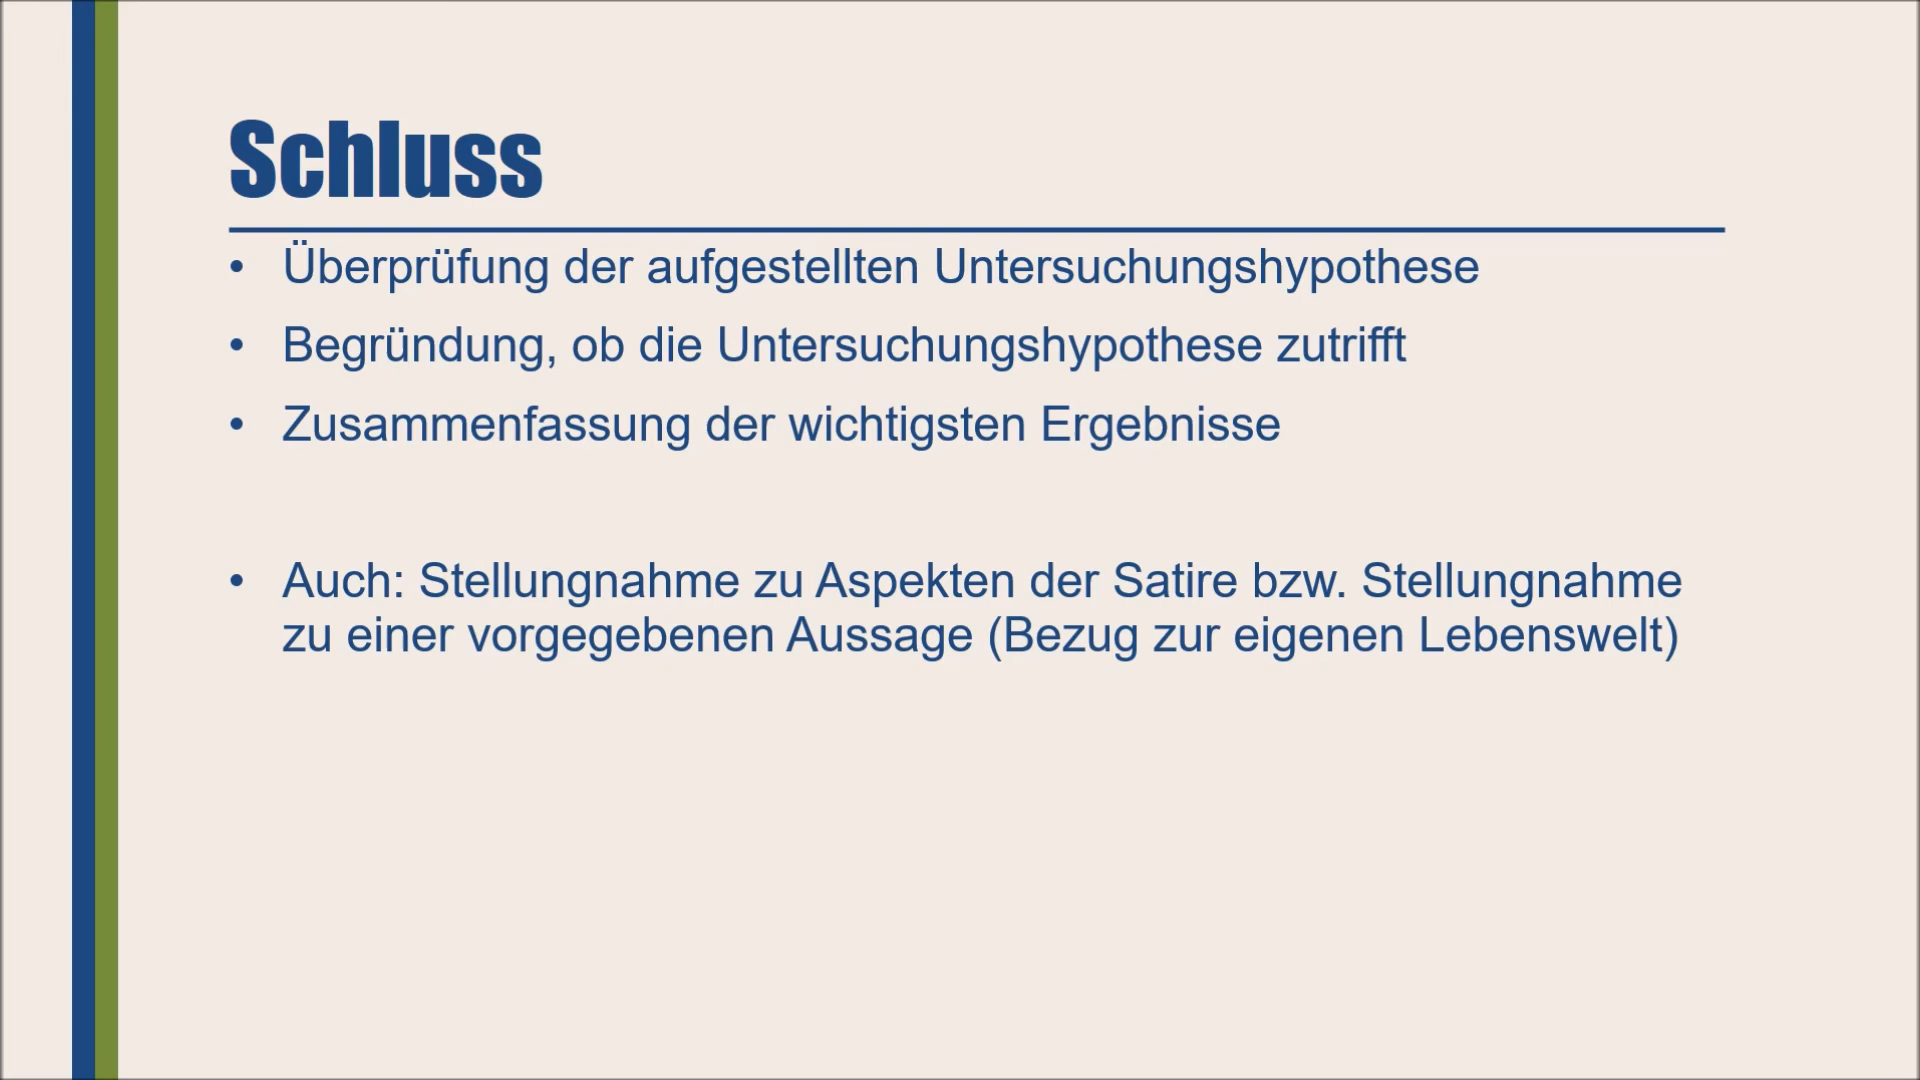 Schluss
• Überprüfung der aufgestellten Untersuchungshypothese
• Begründung, ob die Untersuchungshypothese zutrifft
• Zusammenfassung der wichtigsten Ergebnisse
• Auch: Stellungnahme zu Aspekten der Satire bzw. Stellungnahme
zu einer vorgegebenen Aussage (Bezug zur eigenen Lebenswelt)